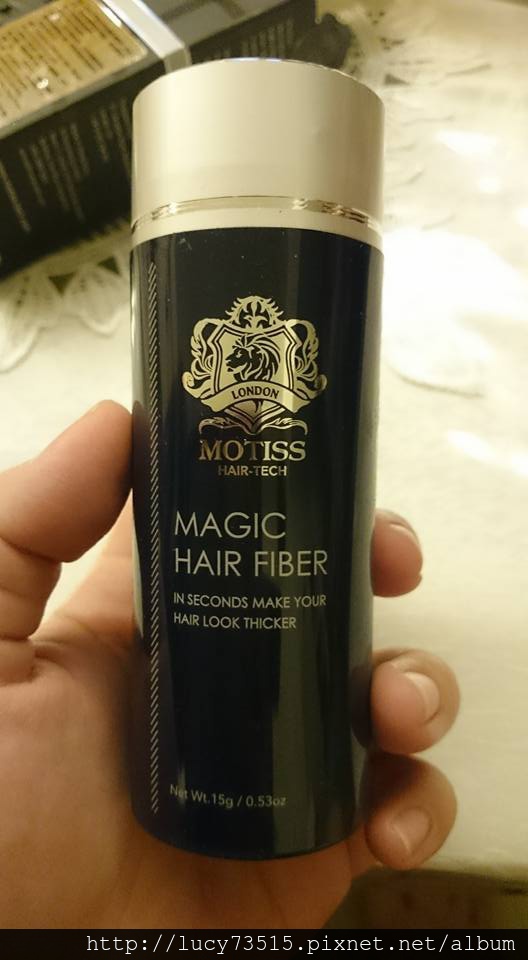 LONDON
MOTISS
HAIR-TECH
MAGIC
HAIR FIBER
IN SECONDS MAKE YOUR
HAIR LOOK THICKER
Net Wt.15g / 0.53oz
http://lucy73515.pixnet.net/album